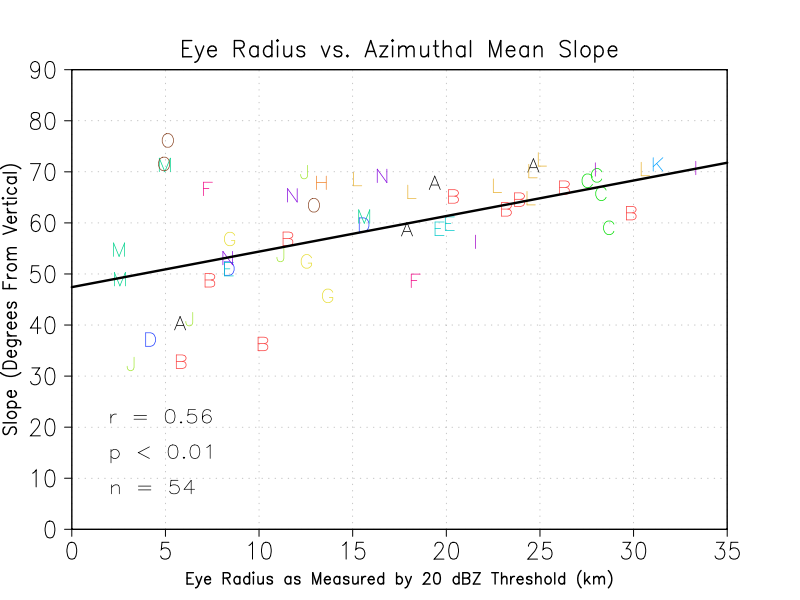 Eye Radius vs. Azimuthal Mean Slope
90
80
70
60
50
40
30
20
10
0
Slope (Degrees From Vertical)
O
O M
F
J
H
L
N
N
O
L
A
B
L
A L
L
B
L
B
B
I
C C
C
L K
I
B
C
M
D
A
E E
I
G
B
M
M
N
E D
J
G
B
G
F
A
J
D
J
B
B
r = 0.56
p < 0.01
n = 54
0 5 10 15 20 25 30 35
Eye Radius as Measured by 20 dBZ Threshold (km)